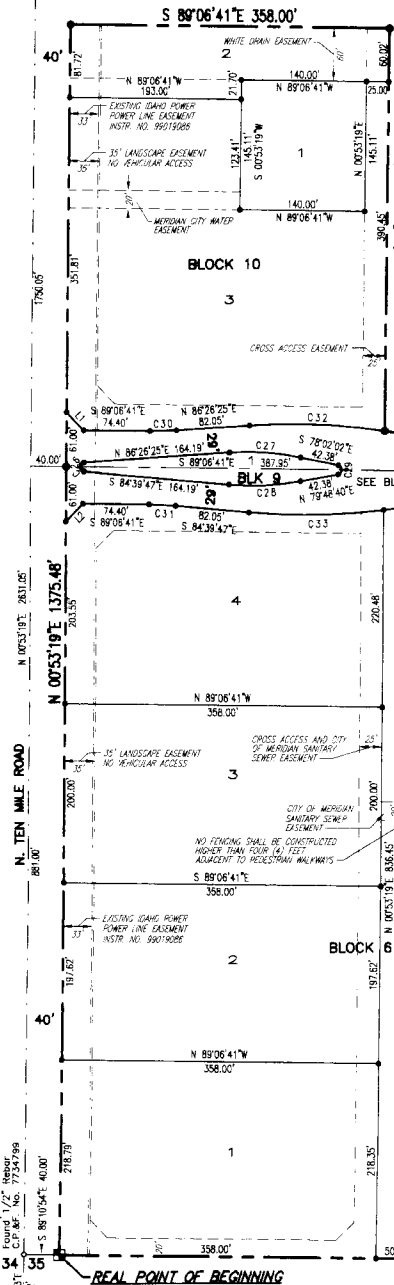 S 89°06'41"E 358.00'
40'
81.72'
2
WHITE DRAIN EASEMENT
60'
60.02'
N 89°06'41"W
193.00'
21.70'
140.00'
N 89°06'41"W
25.00'
EXISTING IDAHO POWER
POWER LINE EASEMENT
INSTR. NO. 99019086
33'
35' LANDSCAPE EASEMENT
NO VEHICULAR ACCESS
35'
123.41'
145.11'
S 00°53'19"W
1
N 00°53'19"E
145.11'
20'
140.00'
N 89°06'41"W
MERIDIAN CITY WATER
EASEMENT
390.45'
1750.05'
351.81'
BLOCK 10
3
CROSS ACCESS EASEMENT
25'
L1
S 89°06'41"E
74.40'
C30
N 86°26'25"E
82.05'
C32
61.00'
N 86°26'25"E 164.19'
29'
C27
S 78°02'02"E
42.38'
40.00'
S 89°06'41"E
1
387.95'
C29
BLK 9
SEE BL
S 84°39'47"E 164.19'
29'
C28
42.38'
N 79°48'40"E
61.00'
L2
74.40'
S 89°06'41"E
C31
82.05'
S 84°39'47"E
C33
N 00°53'19"E 2631.05'
N 00°53'19"E 1375.48'
203.55'
4
220.48'
N 89°06'41"W
358.00'
N. TEN MILE ROAD
881.00'
35' LANDSCAPE EASEMENT
NO VEHICULAR ACCESS
35'
CROSS ACCESS AND CITY
OF MERIDIAN SANITARY
SEWER EASEMENT
25'
3
200.00'
200.00'
CITY OF MERIDIAN
SANITARY SEWER
EASEMENT
20'
NO FENCING SHALL BE CONSTRUCTED
HIGHER THAN FOUR (4) FEET
ADJACENT TO PEDESTRIAN WALKWAYS
N 00°53'19"E 836.45'
S 89°06'41"E
358.00'
EXISTING IDAHO POWER
POWER LINE EASEMENT
INSTR. NO. 99019086
33'
197.62'
2
BLOCK 6
197.62'
40'
N 89°06'41"W
358.00'
218.79'
1
218.35'
Found 1/2" Rebar
C.P.&F. No. 7734799
S 89°10'54"E 40.00'
34 35
20'
358.00'
50
REAL POINT OF BEGINNING